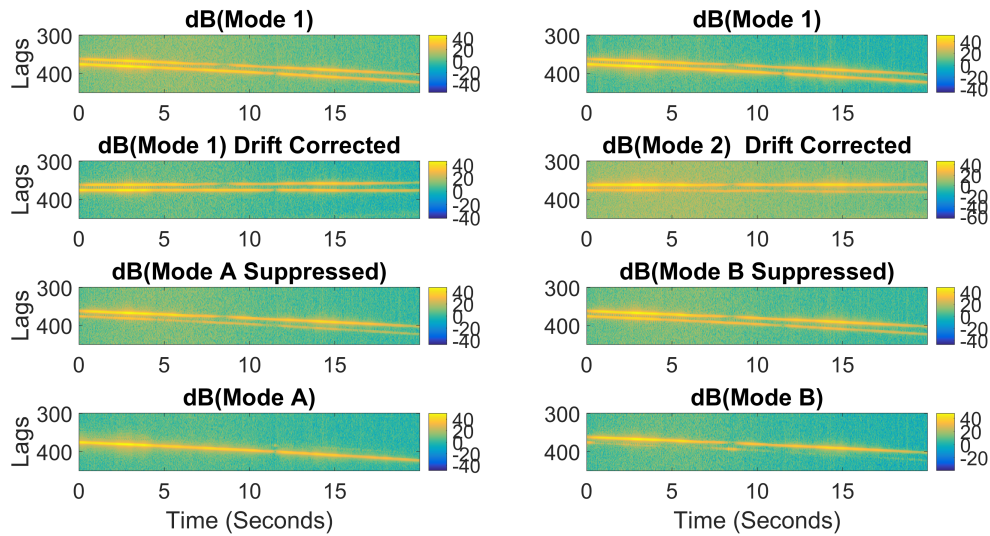 dB(Mode 1)
300
400
Lags
0 5 10 15
40
20
0
-20
-40
dB(Mode 1)
300
400
0 5 10 15
40
20
0
-20
-40
dB(Mode 1) Drift Corrected
300
400
Lags
0 5 10 15
40
20
0
-20
-40
dB(Mode 2)  Drift Corrected
300
400
0 5 10 15
40
20
0
-20
-40
-60
dB(Mode A Suppressed)
300
400
Lags
0 5 10 15
40
20
0
-20
-40
dB(Mode B Suppressed)
300
400
0 5 10 15
40
20
0
-20
-40
dB(Mode A)
300
400
Lags
0 5 10 15
Time (Seconds)
40
20
0
-20
-40
dB(Mode B)
300
400
0 5 10 15
Time (Seconds)
40
20
0
-20